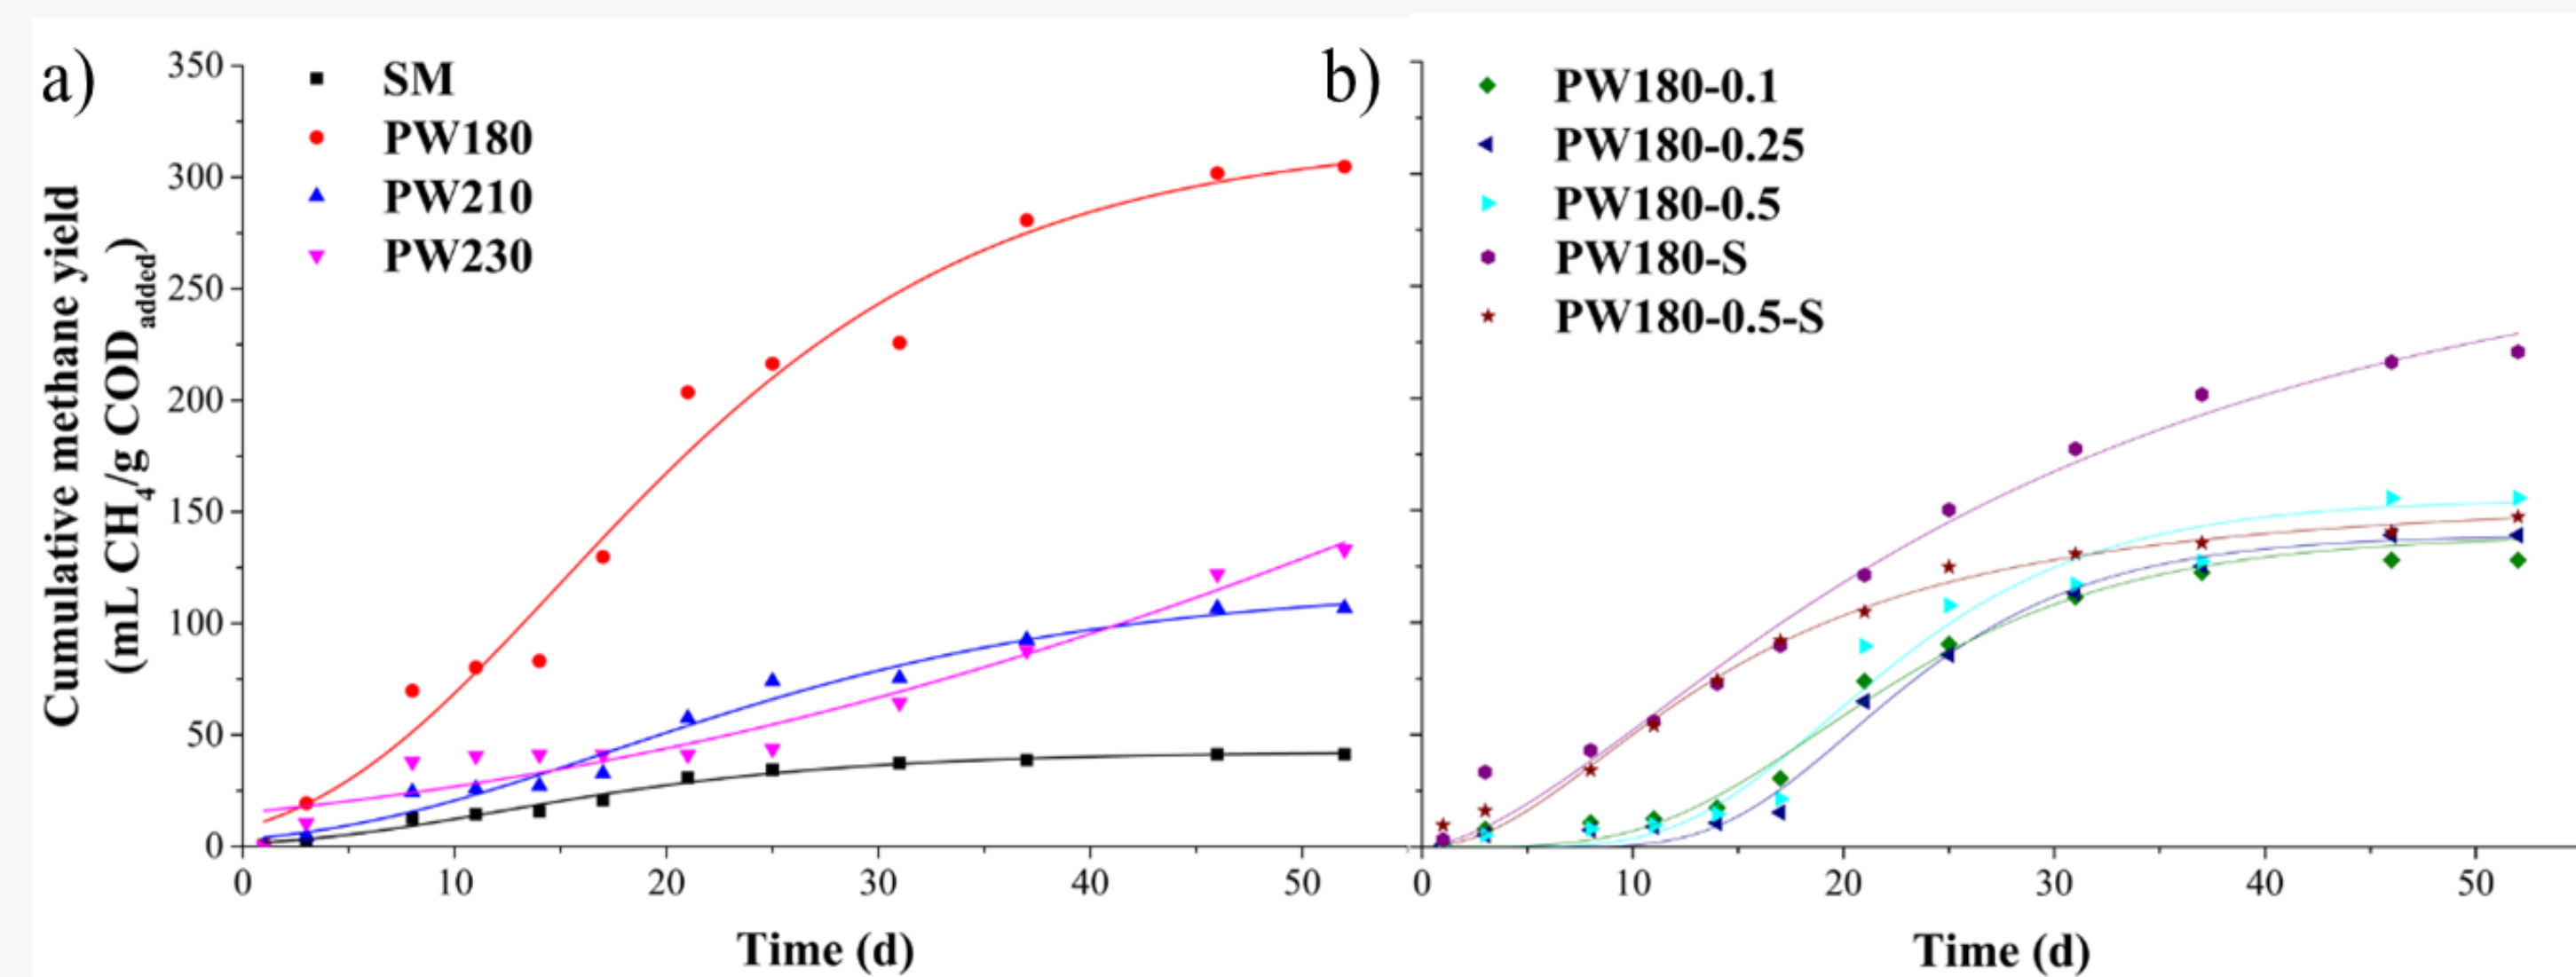 a)
350
300
250
200
150
100
50
0
SM
PW180
PW210
PW230
Cumulative methane yield
(mL CH4/g CODadded)
0 10 20 30 40 50
Time (d)
b)
PW180-0.1
PW180-0.25
PW180-0.5
PW180-S
PW180-0.5-S
0 10 20 30 40 50
Time (d)